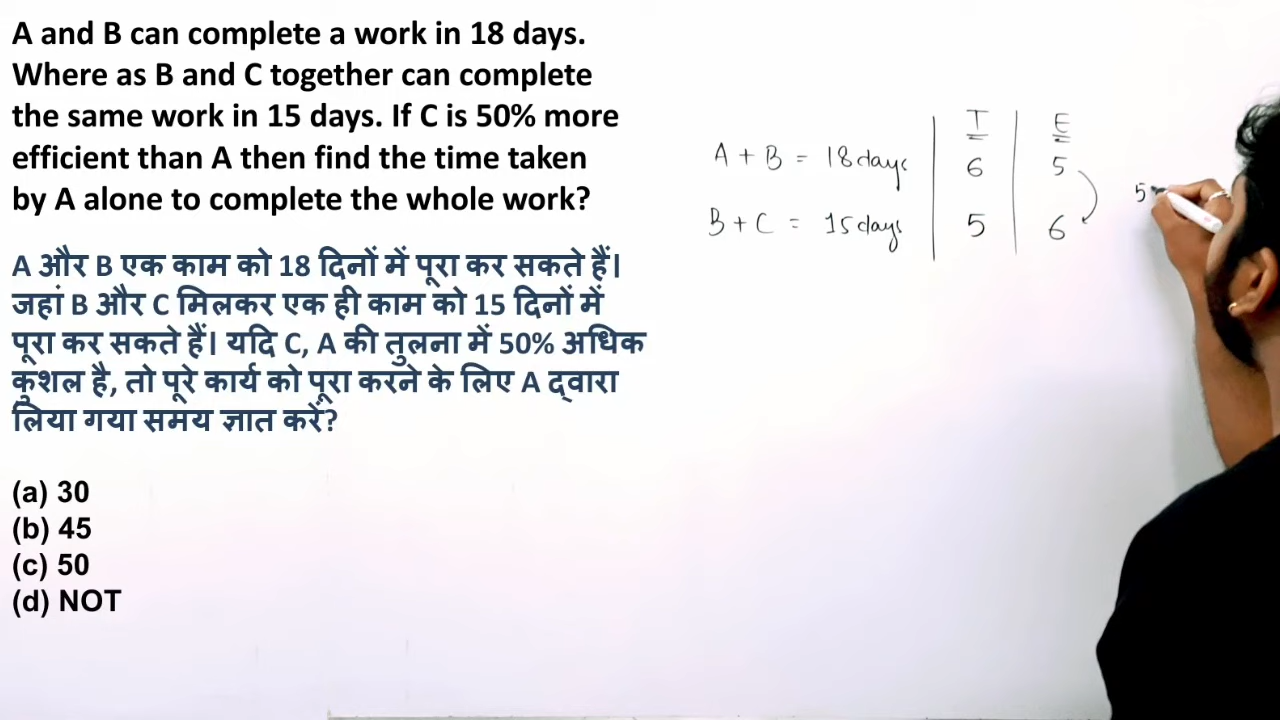 A and B can complete a work in 18 days.
Where as B and C together can complete
the same work in 15 days. If C is 50% more
efficient than A then find the time taken
by A alone to complete the whole work?
A और B एक काम को 18 दिनों में पूरा कर सकते हैं।
जहां B और C मिलकर एक ही काम को 15 दिनों में
पूरा कर सकते हैं। यदि C, A की तुलना में 50% अधिक
कुशल है, तो पूरे कार्य को पूरा करने के लिए A द्वारा
लिया गया समय ज्ञात करें?
(a) 30
(b) 45
(c) 50
(d) NOT
T E
A + B = 18 days 6 5
B + C = 15 days 5 6
5